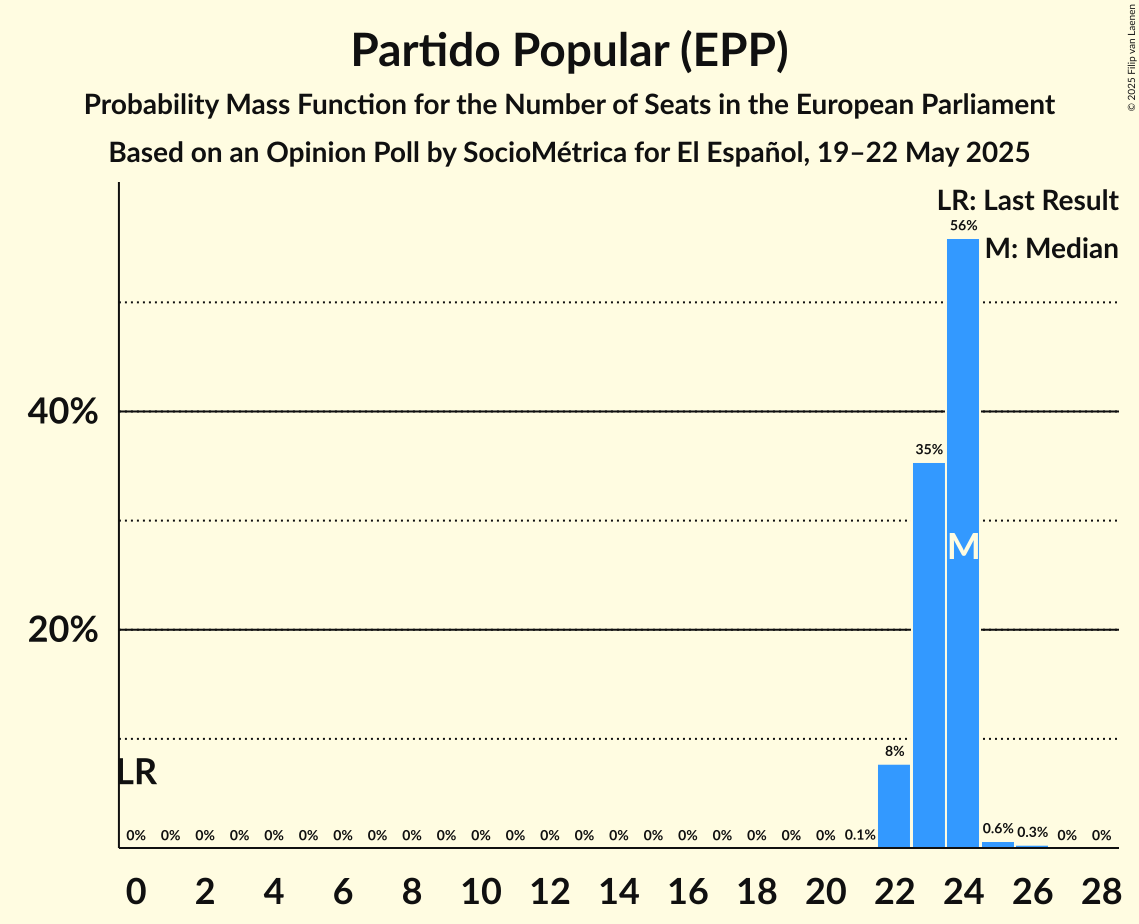 Partido Popular (EPP)
Probability Mass Function for the Number of Seats in the European Parliament
Based on an Opinion Poll by SocioMétrica for El Español, 19–22 May 2025
© 2025 Filip van Laenen
LR: Last Result
M: Median
40%
20%
LR
M
0% 0% 0% 0% 0% 0% 0% 0% 0% 0% 0% 0% 0% 0% 0% 0% 0% 0% 0% 0% 0% 0.1% 8% 35% 56% 0.6% 0.3% 0% 0%
0 2 4 6 8 10 12 14 16 18 20 22 24 26 28